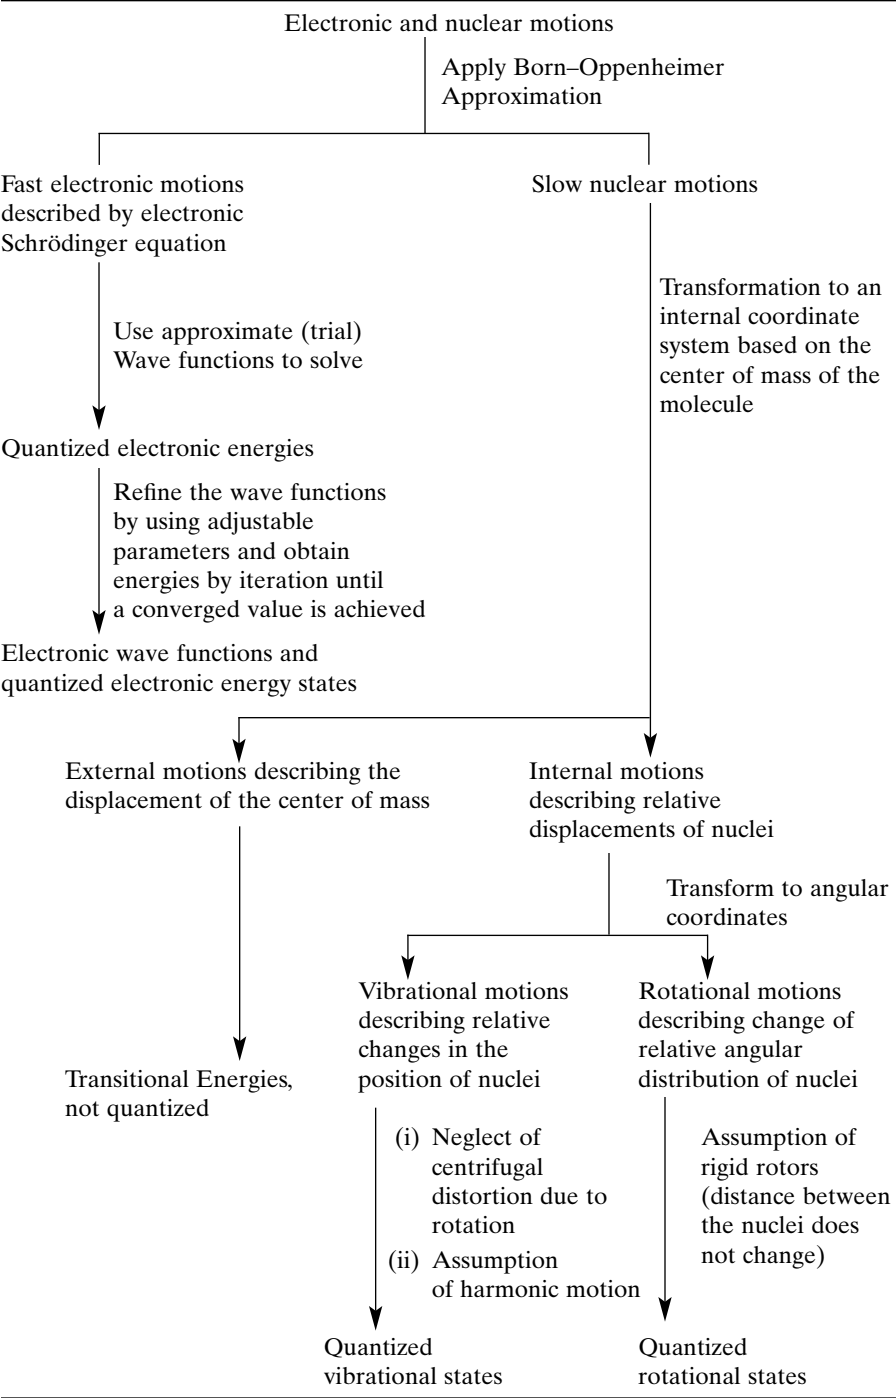 Electronic and nuclear motions
Apply Born–Oppenheimer
Approximation
Fast electronic motions
described by electronic
Schrödinger equation
Slow nuclear motions
Transformation to an
internal coordinate
system based on the
center of mass of the
molecule
Use approximate (trial)
Wave functions to solve
Quantized electronic energies
Refine the wave functions
by using adjustable
parameters and obtain
energies by iteration until
a converged value is achieved
Electronic wave functions and
quantized electronic energy states
External motions describing the
displacement of the center of mass
Internal motions
describing relative
displacements of nuclei
Transform to angular
coordinates
Vibrational motions
describing relative
changes in the
position of nuclei
Rotational motions
describing change of
relative angular
distribution of nuclei
Transitional Energies,
not quantized
(i) Neglect of
centrifugal
distortion due to
rotation
(ii) Assumption
of harmonic motion
Assumption of
rigid rotors
(distance between
the nuclei does
not change)
Quantized
vibrational states
Quantized
rotational states